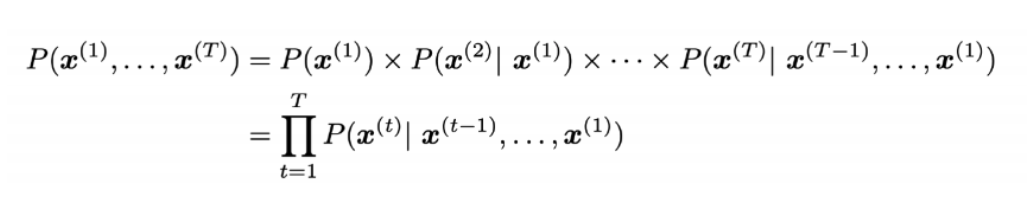 P(x^{(1)}, …, x^{(T)}) = P(x^{(1)}) × P(x^{(2)} | x^{(1)}) × ⋯ × P(x^{(T)} | x^{(T−1)}, …, x^{(1)})
= ∏_{t=1}^{T} P(x^{(t)} | x^{(t−1)}, …, x^{(1)})